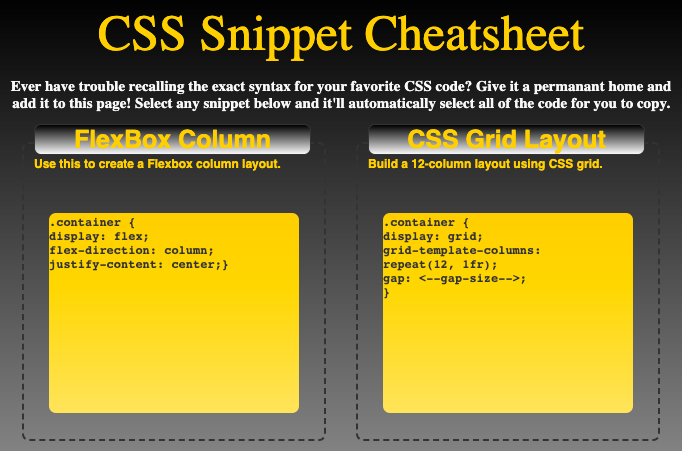 CSS Snippet Cheatsheet
Ever have trouble recalling the exact syntax for your favorite CSS code? Give it a permanant home and
add it to this page! Select any snippet below and it'll automatically select all of the code for you to copy.
FlexBox Column
Use this to create a Flexbox column layout.
.container {
display: flex;
flex-direction: column;
justify-content: center;}
CSS Grid Layout
Build a 12-column layout using CSS grid.
.container {
display: grid;
grid-template-columns:
repeat(12, 1fr);
gap: <--gap-size-->;
}